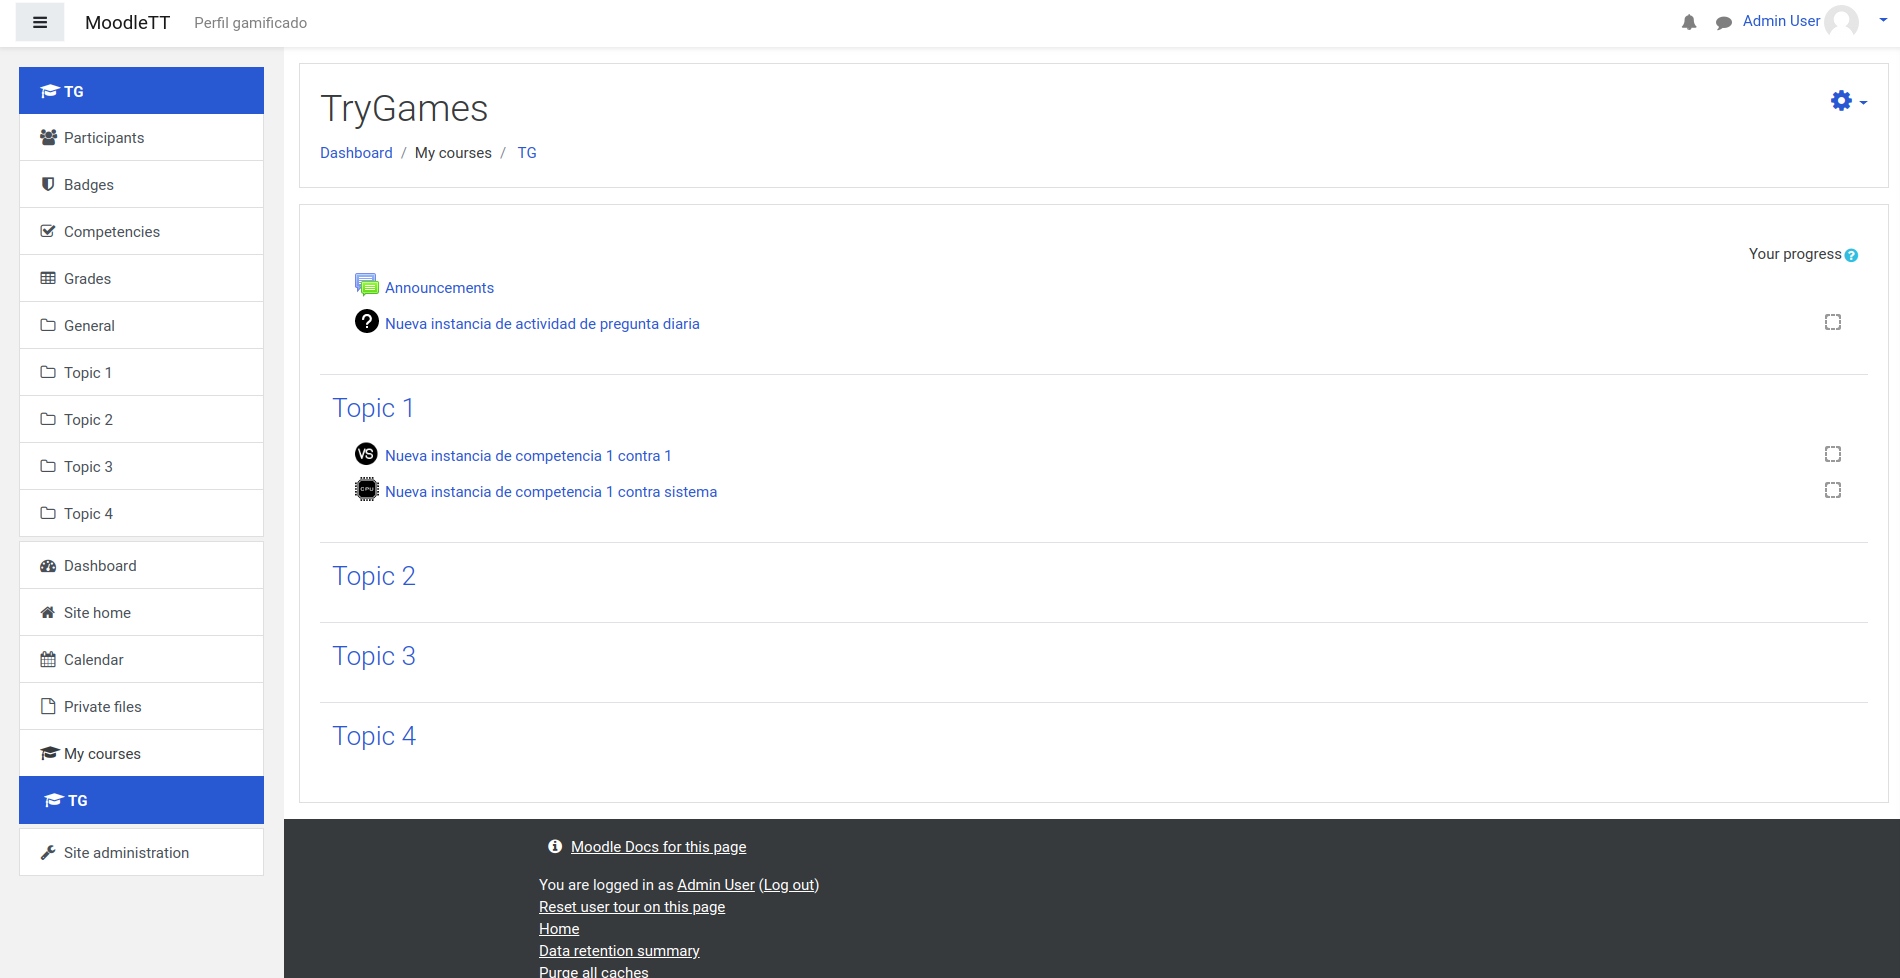 MoodleTT Perfil gamificado Admin User
TG
Participants
Badges
Competencies
Grades
General
Topic 1
Topic 2
Topic 3
Topic 4
Dashboard
Site home
Calendar
Private files
My courses
TG
Site administration
TryGames
Dashboard / My courses / TG
Your progress ?
Announcements
? Nueva instancia de actividad de pregunta diaria
Topic 1
VS Nueva instancia de competencia 1 contra 1
CPU Nueva instancia de competencia 1 contra sistema
Topic 2
Topic 3
Topic 4
Moodle Docs for this page
You are logged in as Admin User (Log out)
Reset user tour on this page
Home
Data retention summary
Purge all caches